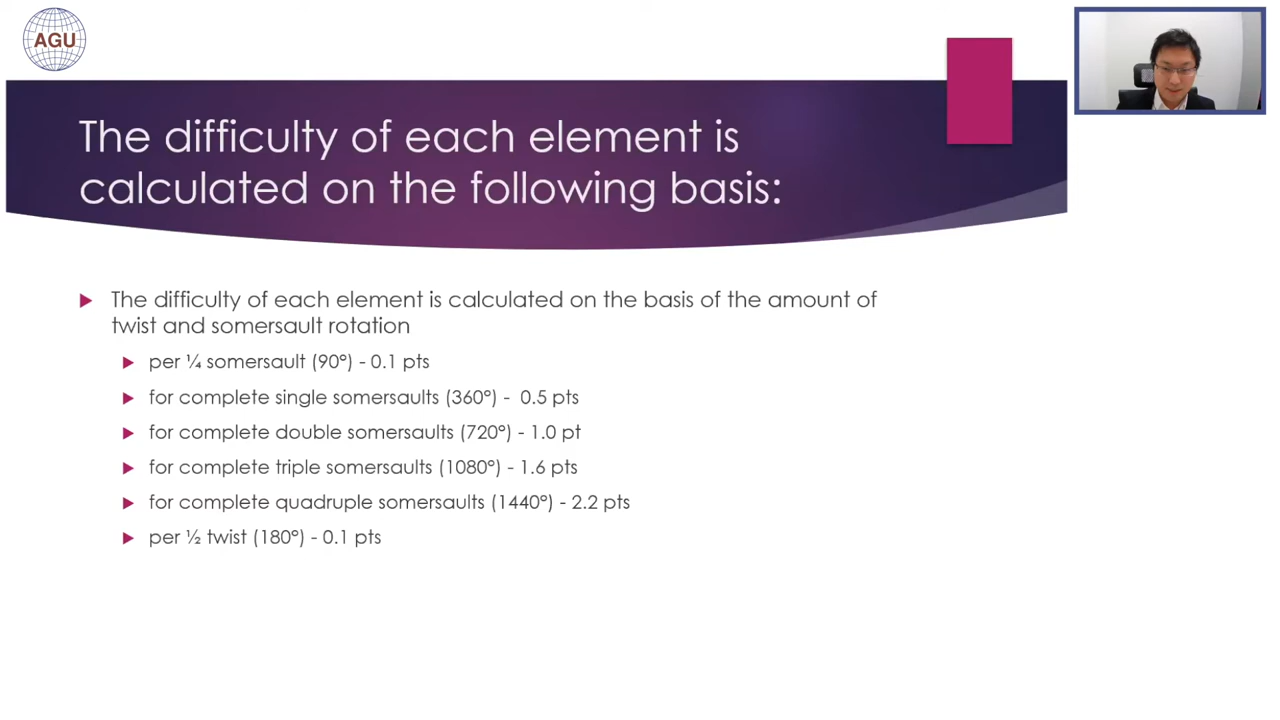 AGU
The difficulty of each element is
calculated on the following basis:
The difficulty of each element is calculated on the basis of the amount of
twist and somersault rotation
per ¼ somersault (90°) - 0.1 pts
for complete single somersaults (360°) -  0.5 pts
for complete double somersaults (720°) - 1.0 pt
for complete triple somersaults (1080°) - 1.6 pts
for complete quadruple somersaults (1440°) - 2.2 pts
per ½ twist (180°) - 0.1 pts